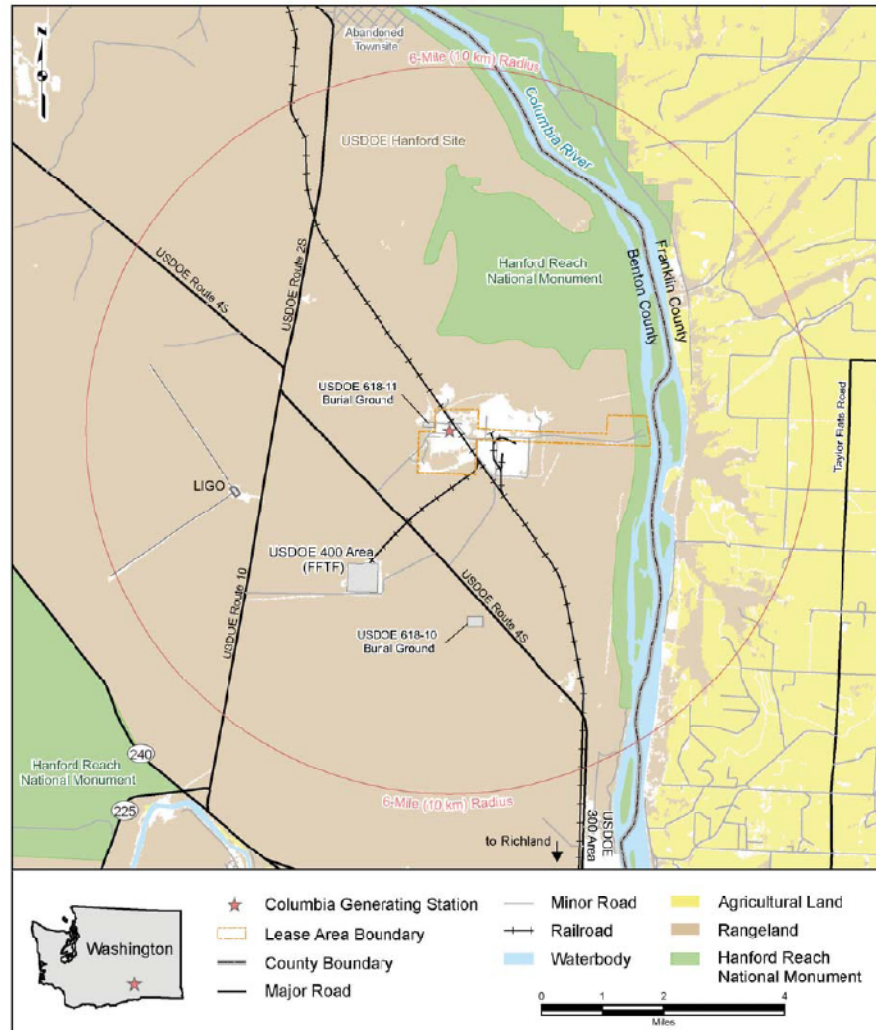 N
Abandoned
Townsite
6-Mile (10 km) Radius
Columbia River
USDOE Hanford Site
USDOE Route 2S
USDOE Route 4S
Hanford Reach
National Monument
Franklin County
Benton County
USDOE 618-11
Burial Ground
Taylor Flats Road
LIGO
USDOE 400 Area
(FFTF)
USDOE Route 10
USDOE Route 4S
USDOE 618-10
Burial Ground
240
Hanford Reach
National Monument
225
6-Mile (10 km) Radius
USDOE
300 Area
to Richland
Washington
Columbia Generating Station
Lease Area Boundary
County Boundary
Major Road
Minor Road
Railroad
Waterbody
Agricultural Land
Rangeland
Hanford Reach
National Monument
0 1 2 4
Miles